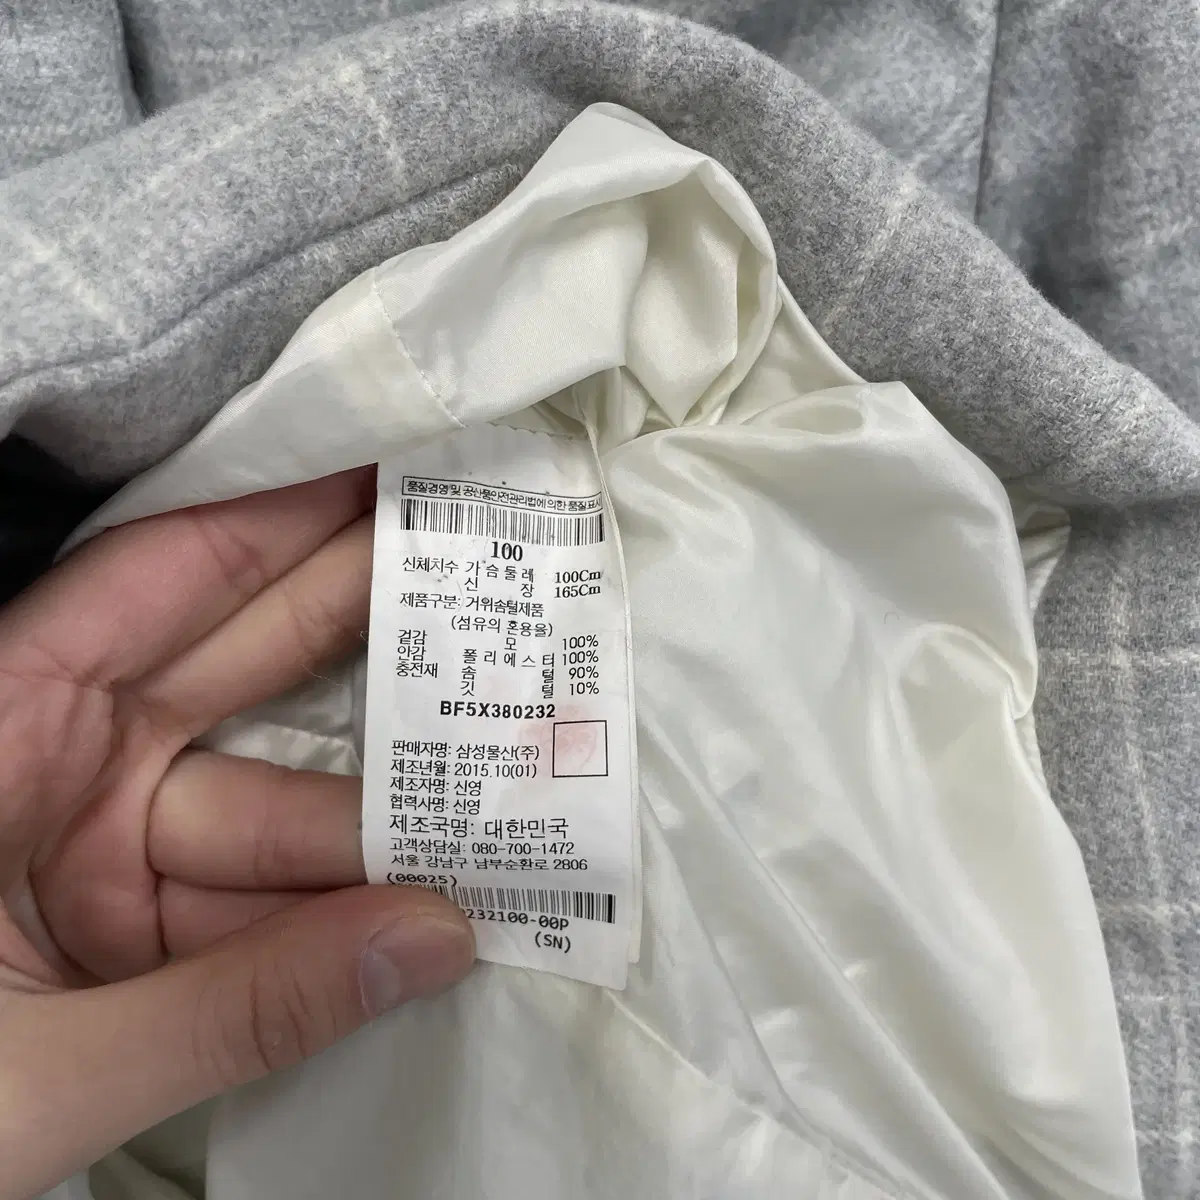 품질경영 및 공산품안전관리법에 의한 품질표시
100
신체치수 가 슴 둘 레 100Cm
신 장 165Cm
제품구분: 거위솜털제품
(섬유의 혼용율)
겉감 모 100%
안감 폴 리 에 스 터 100%
충전재 솜 털 90%
깃 털 10%
BF5X380232
판매자명: 삼성물산(주)
제조년월: 2015.10(01)
제조자명: 신영
협력사명: 신영
제조국명: 대한민국
고객상담실: 080-700-1472
서울 강남구 남부순환로 2806
(00025)
232100-00P
(SN)